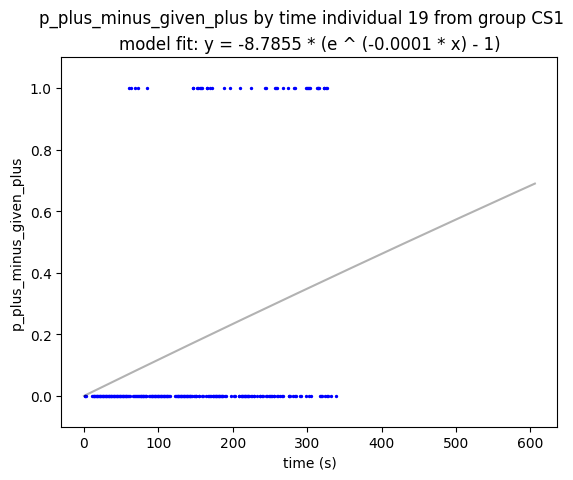 p_plus_minus_given_plus by time individual 19 from group CS1
model fit: y = -8.7855 * (e ^ (-0.0001 * x) - 1)
1.0
0.8
0.6
0.4
0.2
0.0
p_plus_minus_given_plus
0 100 200 300 400 500 600
time (s)